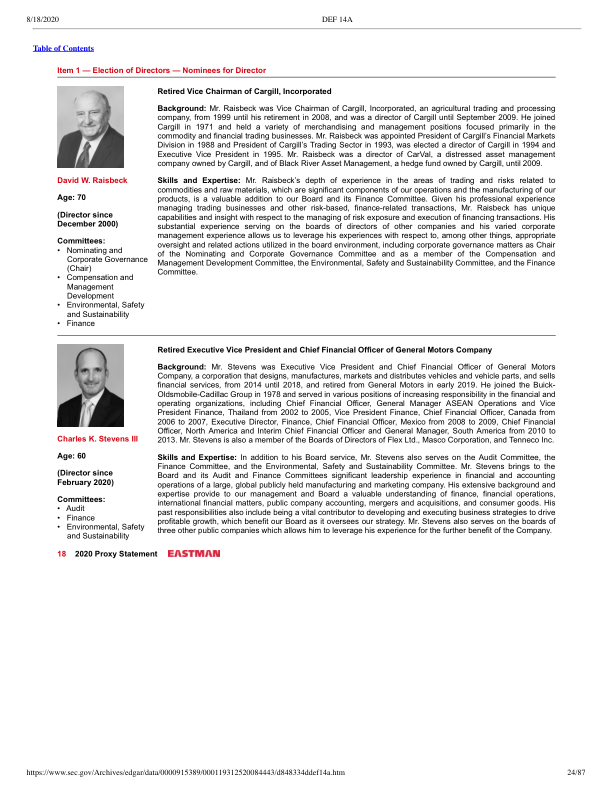 8/18/2020 DEF 14A
Table of Contents
Item 1 — Election of Directors — Nominees for Director
Retired Vice Chairman of Cargill, Incorporated
Background: Mr. Raisbeck was Vice Chairman of Cargill, Incorporated, an agricultural trading and processing
company, from 1999 until his retirement in 2008, and was a director of Cargill until September 2009. He joined
Cargill in 1971 and held a variety of merchandising and management positions focused primarily in the
commodity and financial trading businesses. Mr. Raisbeck was appointed President of Cargill's Financial Markets
Division in 1988 and President of Cargill's Trading Sector in 1993, was elected a director of Cargill in 1994 and
Executive Vice President in 1995. Mr. Raisbeck was a director of CarVal, a distressed asset management
company owned by Cargill, and of Black River Asset Management, a hedge fund owned by Cargill, until 2009.
David W. Raisbeck
Age: 70
(Director since
December 2000)
Committees:
• Nominating and
Corporate Governance
(Chair)
• Compensation and
Management
Development
• Environmental, Safety
and Sustainability
• Finance
Skills and Expertise: Mr. Raisbeck's depth of experience in the areas of trading and risks related to
commodities and raw materials, which are significant components of our operations and the manufacturing of our
products, is a valuable addition to our Board and its Finance Committee. Given his professional experience
managing trading businesses and other risk-based, finance-related transactions, Mr. Raisbeck has unique
capabilities and insight with respect to the managing of risk exposure and execution of financing transactions. His
substantial experience serving on the boards of directors of other companies and his varied corporate
management experience allows us to leverage his experiences with respect to, among other things, appropriate
oversight and related actions utilized in the board environment, including corporate governance matters as Chair
of the Nominating and Corporate Governance Committee and as a member of the Compensation and
Management Development Committee, the Environmental, Safety and Sustainability Committee, and the Finance
Committee.
Retired Executive Vice President and Chief Financial Officer of General Motors Company
Background: Mr. Stevens was Executive Vice President and Chief Financial Officer of General Motors
Company, a corporation that designs, manufactures, markets and distributes vehicles and vehicle parts, and sells
financial services, from 2014 until 2018, and retired from General Motors in early 2019. He joined the Buick-
Oldsmobile-Cadillac Group in 1978 and served in various positions of increasing responsibility in the financial and
operating organizations, including Chief Financial Officer, General Manager ASEAN Operations and Vice
President Finance, Thailand from 2002 to 2005, Vice President Finance, Chief Financial Officer, Canada from
2006 to 2007, Executive Director, Finance, Chief Financial Officer, Mexico from 2008 to 2009, Chief Financial
Officer, North America and Interim Chief Financial Officer and General Manager, South America from 2010 to
2013. Mr. Stevens is also a member of the Boards of Directors of Flex Ltd., Masco Corporation, and Tenneco Inc.
Charles K. Stevens III
Age: 60
(Director since
February 2020)
Committees:
• Audit
• Finance
• Environmental, Safety
and Sustainability
Skills and Expertise: In addition to his Board service, Mr. Stevens also serves on the Audit Committee, the
Finance Committee, and the Environmental, Safety and Sustainability Committee. Mr. Stevens brings to the
Board and its Audit and Finance Committees significant leadership experience in financial and accounting
operations of a large, global publicly held manufacturing and marketing company. His extensive background and
expertise provide to our management and Board a valuable understanding of finance, financial operations,
international financial matters, public company accounting, mergers and acquisitions, and consumer goods. His
past responsibilities also include being a vital contributor to developing and executing business strategies to drive
profitable growth, which benefit our Board as it oversees our strategy. Mr. Stevens also serves on the boards of
three other public companies which allows him to leverage his experience for the further benefit of the Company.
18 2020 Proxy Statement EASTMAN
https://www.sec.gov/Archives/edgar/data/0000915389/000119312520084443/d848334ddef14a.htm 24/87